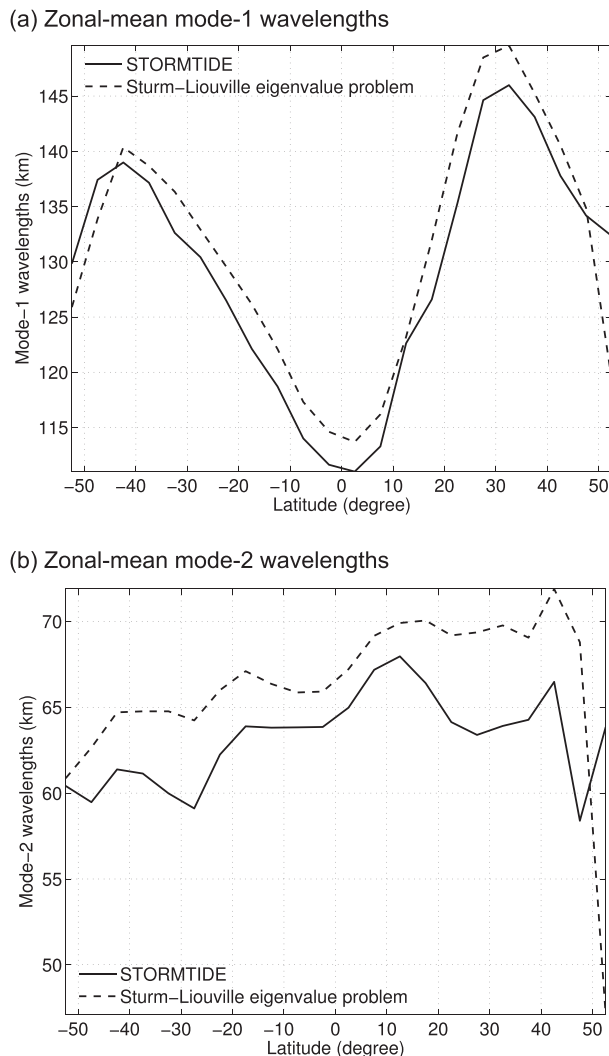 (a) Zonal-mean mode-1 wavelengths
STORMTIDE
Sturm−Liouville eigenvalue problem
145
140
135
130
125
120
115
Mode−1 wavelengths (km)
−50 −40 −30 −20 −10 0 10 20 30 40 50
Latitude (degree)
(b) Zonal-mean mode-2 wavelengths
70
65
60
55
50
Mode−2 wavelengths (km)
STORMTIDE
Sturm−Liouville eigenvalue problem
−50 −40 −30 −20 −10 0 10 20 30 40 50
Latitude (degree)